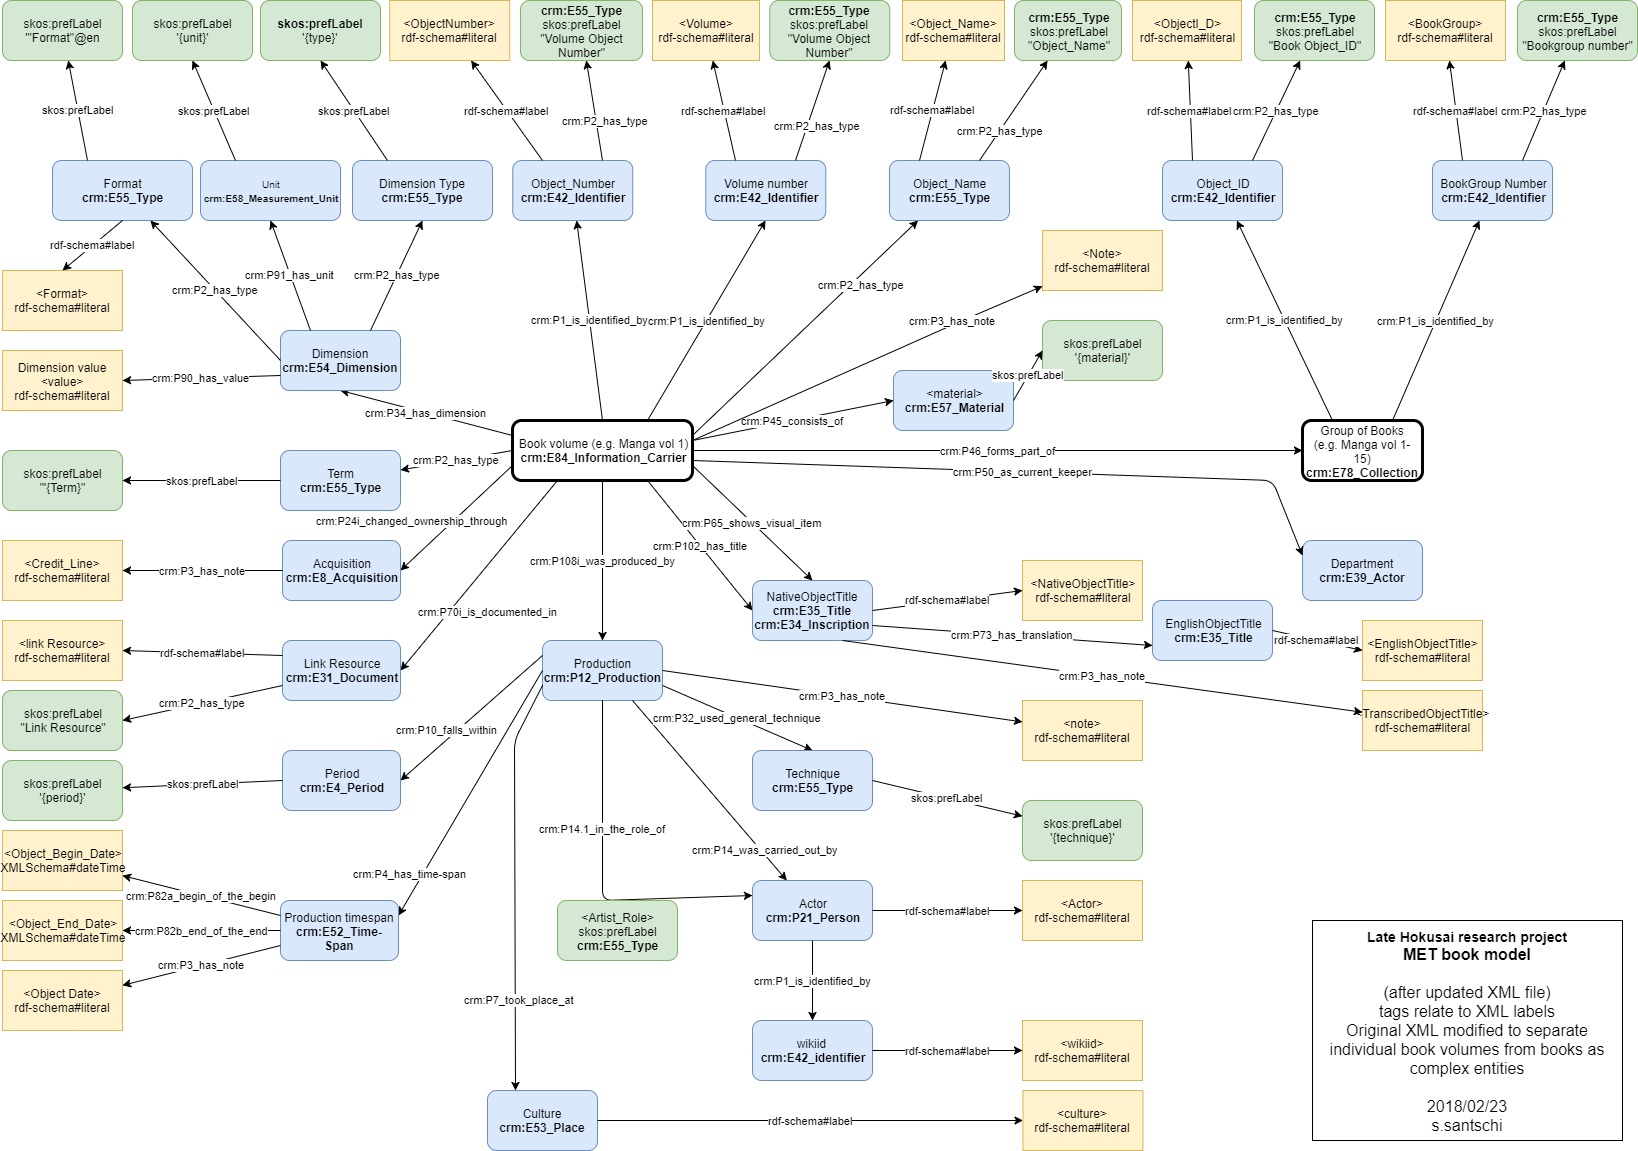 skos:prefLabel
'"Format"@en
skos:prefLabel
'{unit}'
skos:prefLabel
'{type}'
<ObjectNumber>
rdf-schema#literal
crm:E55_Type
skos:prefLabel
"Volume Object
Number"
<Volume>
rdf-schema#literal
crm:E55_Type
skos:prefLabel
"Volume Object
Number"
<Object_Name>
rdf-schema#literal
crm:E55_Type
skos:prefLabel
"Object_Name"
<ObjectI_D>
rdf-schema#literal
crm:E55_Type
skos:prefLabel
"Book Object_ID"
<BookGroup>
rdf-schema#literal
crm:E55_Type
skos:prefLabel
"Bookgroup number"
skos:prefLabel
skos:prefLabel
skos:prefLabel
rdf-schema#label
crm:P2_has_type
rdf-schema#label
crm:P2_has_type
rdf-schema#label
crm:P2_has_type
rdf-schema#label
crm:P2_has_type
rdf-schema#label
crm:P2_has_type
Format
crm:E55_Type
Unit
crm:E58_Measurement_Unit
Dimension Type
crm:E55_Type
Object_Number
crm:E42_Identifier
Volume number
crm:E42_Identifier
Object_Name
crm:E55_Type
Object_ID
crm:E42_Identifier
BookGroup Number
crm:E42_Identifier
rdf-schema#label
crm:P2_has_type
crm:P91_has_unit
crm:P2_has_type
crm:P2_has_type
<Note>
rdf-schema#literal
<Format>
rdf-schema#literal
crm:P1_is_identified_by
crm:P1_is_identified_by
crm:P3_has_note
crm:P1_is_identified_by
crm:P1_is_identified_by
Dimension
crm:E54_Dimension
skos:prefLabel
'{material}'
Dimension value
<value>
rdf-schema#literal
crm:P90_has_value
skos:prefLabel
<material>
crm:E57_Material
crm:P34_has_dimension
crm:P45_consists_of
Book volume (e.g. Manga vol 1)
crm:E84_Information_Carrier
Group of Books
(e.g. Manga vol 1-
15)
crm:E78_Collection
crm:P46_forms_part_of
crm:P50_as_current_keeper
crm:P2_has_type
Term
crm:E55_Type
skos:prefLabel
skos:prefLabel
'"{Term}"
crm:P24i_changed_ownership_through
crm:P65_shows_visual_item
crm:P102_has_title
crm:P108i_was_produced_by
<Credit_Line>
rdf-schema#literal
crm:P3_has_note
Acquisition
crm:E8_Acquisition
Department
crm:E39_Actor
crm:P70i_is_documented_in
NativeObjectTitle
crm:E35_Title
crm:E34_Inscription
rdf-schema#label
<NativeObjectTitle>
rdf-schema#literal
crm:P73_has_translation
EnglishObjectTitle
crm:E35_Title
rdf-schema#label
<EnglishObjectTitle>
rdf-schema#literal
<link Resource>
rdf-schema#literal
rdf-schema#label
Link Resource
crm:E31_Document
Production
crm:P12_Production
crm:P3_has_note
crm:P2_has_type
skos:prefLabel
"Link Resource"
crm:P3_has_note
TranscribedObjectTitle>
rdf-schema#literal
crm:P32_used_general_technique
<note>
rdf-schema#literal
crm:P10_falls_within
Period
crm:E4_Period
skos:prefLabel
skos:prefLabel
'{period}'
Technique
crm:E55_Type
skos:prefLabel
skos:prefLabel
'{technique}'
crm:P14.1_in_the_role_of
crm:P14_was_carried_out_by
<Object_Begin_Date>
XMLSchema#dateTime
crm:P4_has_time-span
crm:P82a_begin_of_the_begin
<Object_End_Date>
XMLSchema#dateTime
crm:P82b_end_of_the_end
Production timespan
crm:E52_Time-
Span
<Artist_Role>
skos:prefLabel
crm:E55_Type
Actor
crm:P21_Person
rdf-schema#label
<Actor>
rdf-schema#literal
crm:P3_has_note
<Object Date>
rdf-schema#literal
crm:P7_took_place_at
crm:P1_is_identified_by
wikiid
crm:E42_identifier
rdf-schema#label
<wikiid>
rdf-schema#literal
Culture
crm:E53_Place
rdf-schema#label
<culture>
rdf-schema#literal
Late Hokusai research project
MET book model
(after updated XML file)
tags relate to XML labels
Original XML modified to separate
individual book volumes from books as
complex entities
2018/02/23
s.santschi